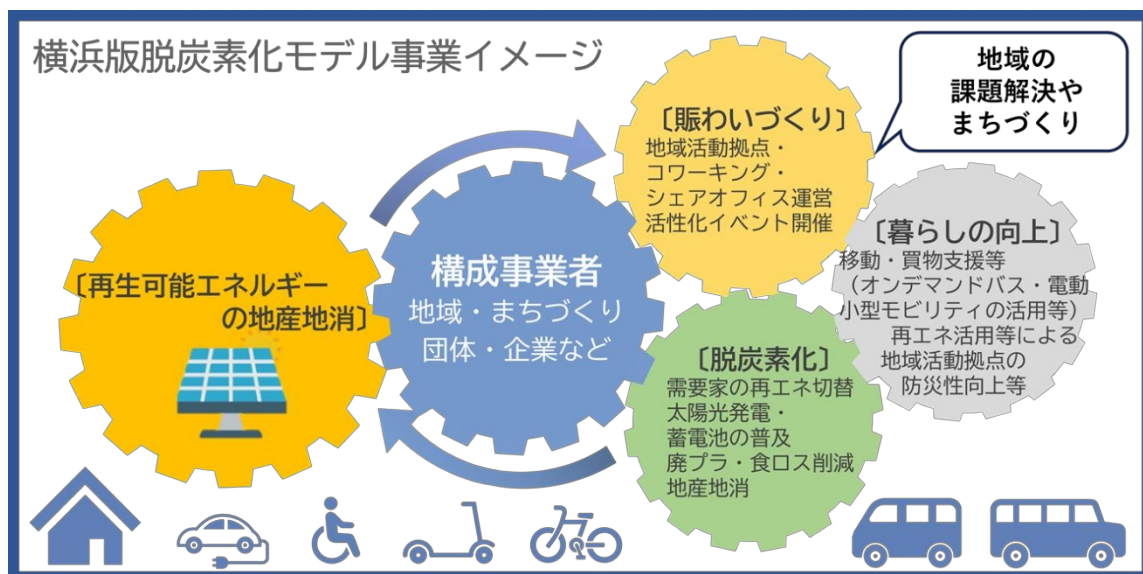 横浜版脱炭素化モデル事業イメージ
地域の
課題解決や
まちづくり
〔賑わいづくり〕
地域活動拠点・
コワーキング・
シェアオフィス運営
活性化イベント開催
〔再生可能エネルギー
の地産地消〕
構成事業者
地域・まちづくり
団体・企業など
〔暮らしの向上〕
移動・買物支援等
（オンデマンドバス・電動
小型モビリティの活用等）
再エネ活用等による
地域活動拠点の
防災性向上等
〔脱炭素化〕
需要家の再エネ切替
太陽光発電・
蓄電池の普及
廃プラ・食ロス削減
地産地消